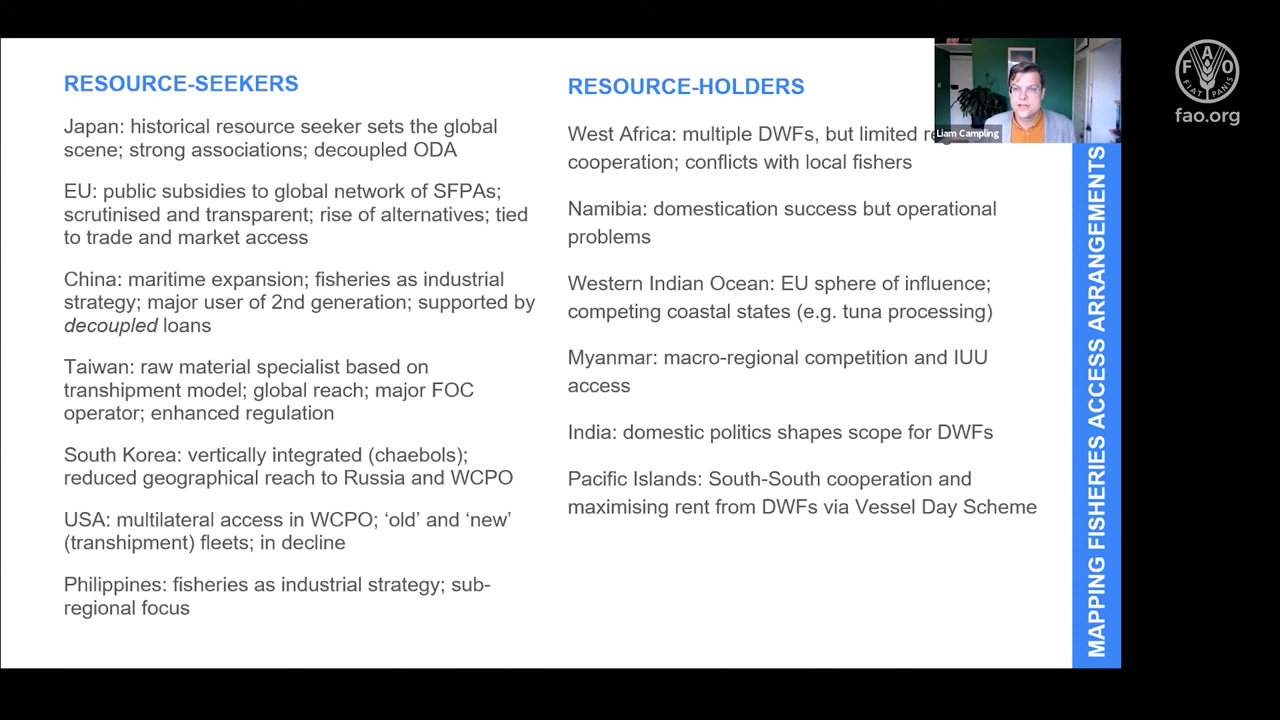 RESOURCE-SEEKERS
Japan: historical resource seeker sets the global
scene; strong associations; decoupled ODA
EU: public subsidies to global network of SFPAs;
scrutinised and transparent; rise of alternatives; tied
to trade and market access
China: maritime expansion; fisheries as industrial
strategy; major user of 2nd generation; supported by
decoupled loans
Taiwan: raw material specialist based on
transhipment model; global reach; major FOC
operator; enhanced regulation
South Korea: vertically integrated (chaebols);
reduced geographical reach to Russia and WCPO
USA: multilateral access in WCPO; ‘old’ and ‘new’
(transhipment) fleets; in decline
Philippines: fisheries as industrial strategy; sub-
regional focus
RESOURCE-HOLDERS
West Africa: multiple DWFs, but limited
cooperation; conflicts with local fishers
Namibia: domestication success but operational
problems
Western Indian Ocean: EU sphere of influence;
competing coastal states (e.g. tuna processing)
Myanmar: macro-regional competition and IUU
access
India: domestic politics shapes scope for DWFs
Pacific Islands: South-South cooperation and
maximising rent from DWFs via Vessel Day Scheme
Liam Campling
MAPPING FISHERIES ACCESS ARRANGEMENTS
FAO
FIAT PANIS
fao.org